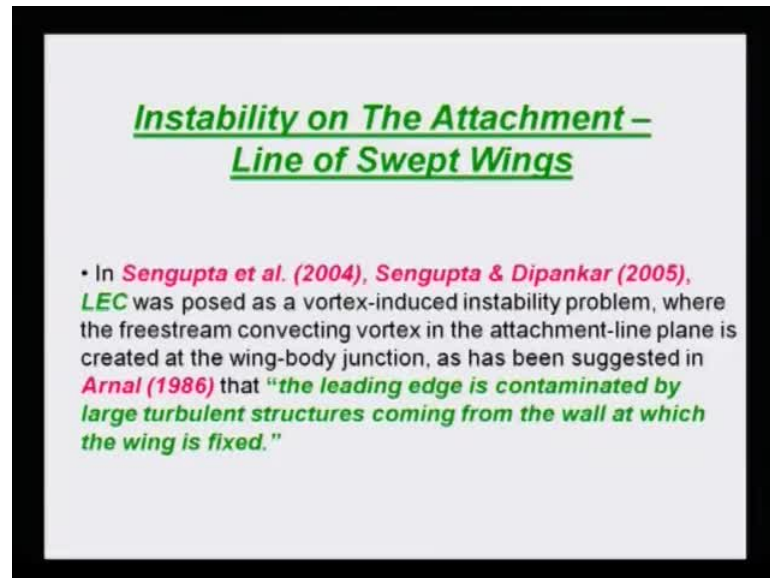 Instability on The Attachment –
Line of Swept Wings
• In Sengupta et al. (2004), Sengupta & Dipankar (2005),
LEC was posed as a vortex-induced instability problem, where
the freestream convecting vortex in the attachment-line plane is
created at the wing-body junction, as has been suggested in
Arnal (1986) that “the leading edge is contaminated by
large turbulent structures coming from the wall at which
the wing is fixed.”